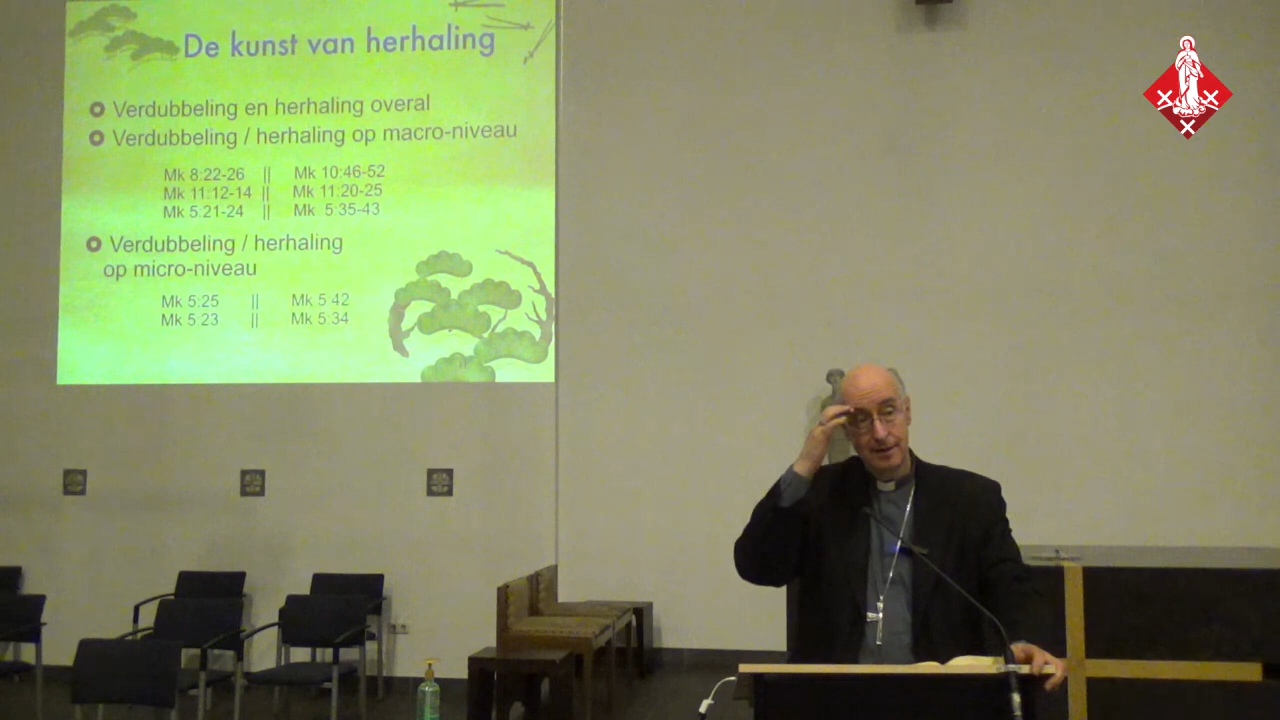 De kunst van herhaling
Verdubbeling en herhaling overal
Verdubbeling / herhaling op macro-niveau
Mk 8:22-26 || Mk 10:46-52
Mk 11:12-14 || Mk 11:20-25
Mk 5:21-24 || Mk 5:35-43
Verdubbeling / herhaling
op micro-niveau
Mk 5:25 || Mk 5:42
Mk 5:23 || Mk 5:34